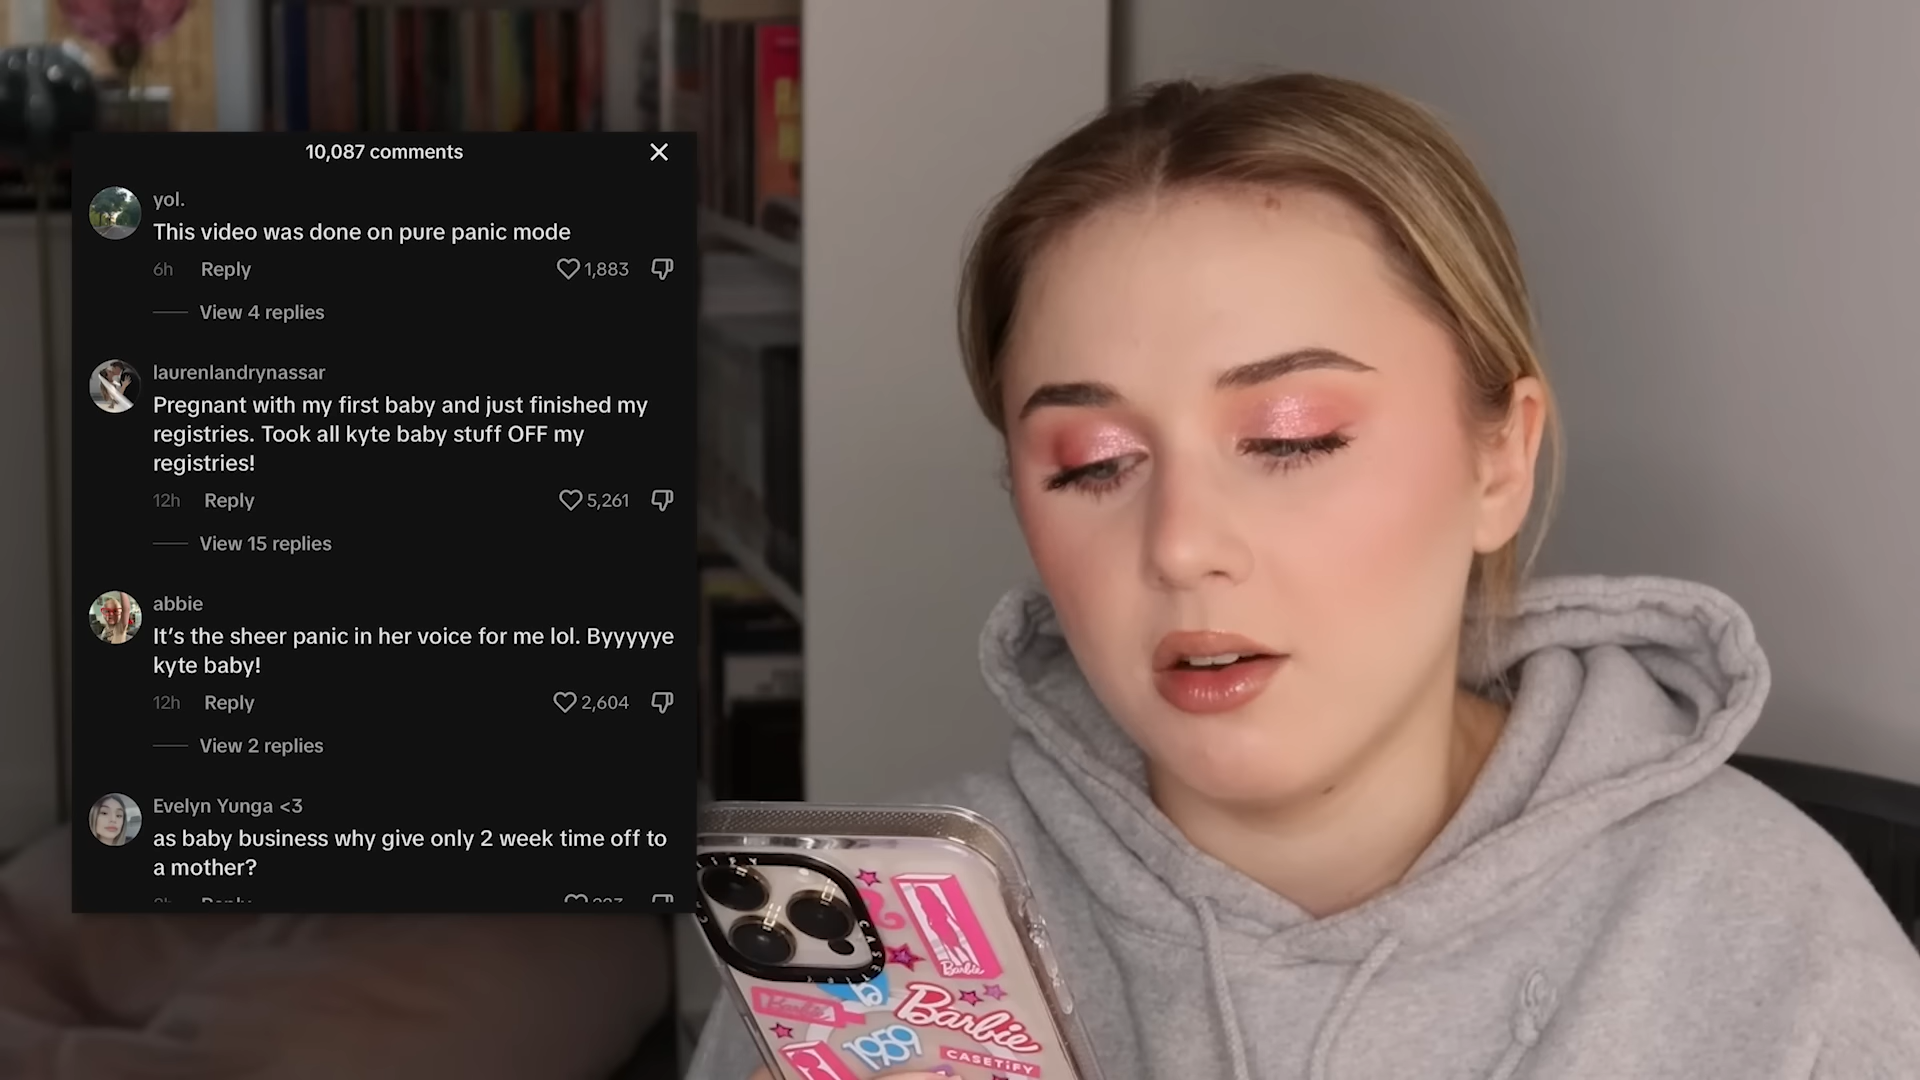 10,087 comments
yol.
This video was done on pure panic mode
6h Reply 1,883
View 4 replies
laurenlandrynassar
Pregnant with my first baby and just finished my
registries. Took all kyte baby stuff OFF my
registries!
12h Reply 5,261
View 15 replies
abbie
It’s the sheer panic in her voice for me lol. Byyyyye
kyte baby!
12h Reply 2,604
View 2 replies
Evelyn Yunga <3
as baby business why give only 2 week time off to
a mother?
Reply
CASETiFY
Barbie
Barbie
Barbie
1959
CASETiFY